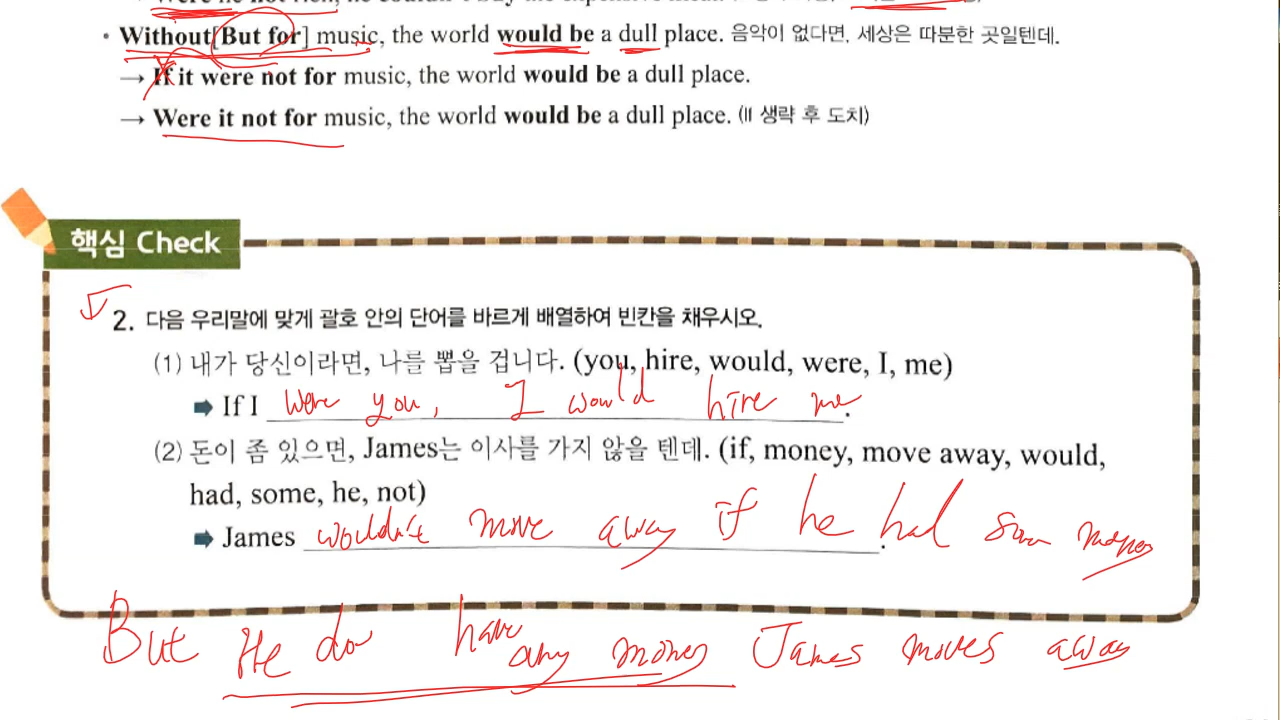 • Without[But for] music, the world would be a dull place. 음악이 없다면, 세상은 따분한 곳일텐데.
→ If it were not for music, the world would be a dull place.
→ Were it not for music, the world would be a dull place. (If 생략 후 도치)
핵심 Check
2. 다음 우리말에 맞게 괄호 안의 단어를 바르게 배열하여 빈칸을 채우시오.
(1) 내가 당신이라면, 나를 뽑을 겁니다. (you, hire, would, were, I, me)
➡ If I were you, I would hire me.
(2) 돈이 좀 있으면, James는 이사를 가지 않을 텐데. (if, money, move away, would,
had, some, he, not)
➡ James wouldn't move away if he had some money.
But He have any money James moves away